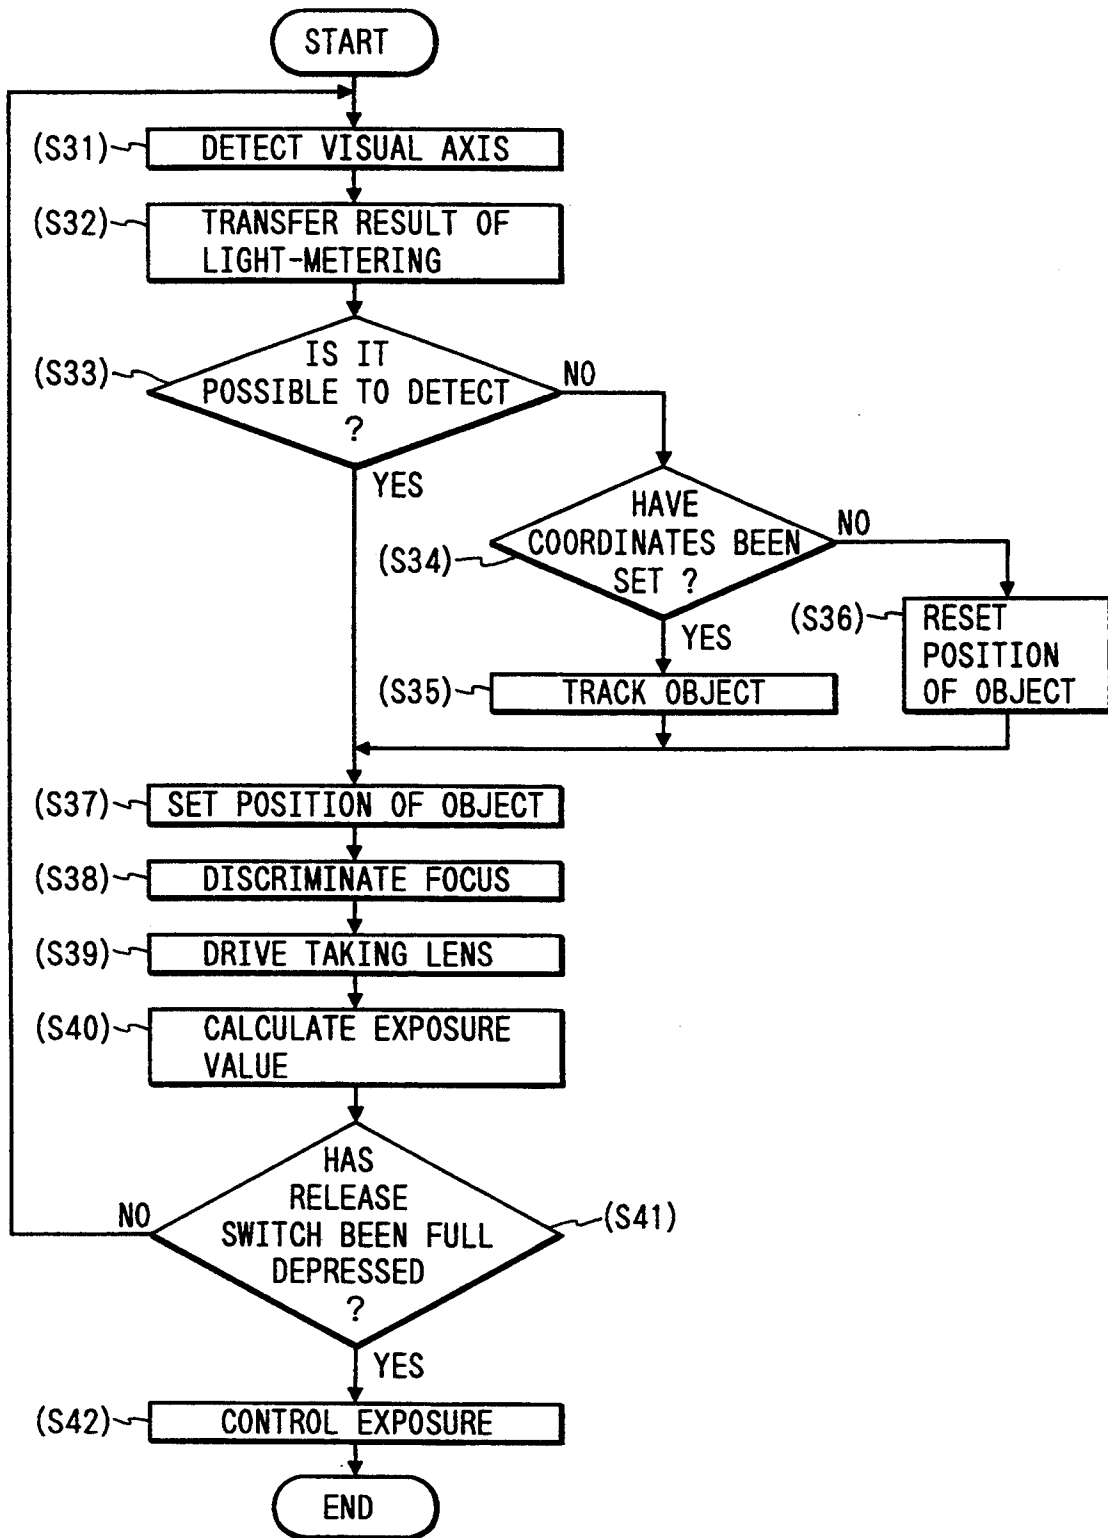 START
(S31)
DETECT VISUAL AXIS
(S32)
TRANSFER RESULT OF
LIGHT-METERING
(S33)
IS IT
POSSIBLE TO DETECT
?
NO
YES
(S34)
HAVE
COORDINATES BEEN
SET ?
NO
YES
(S35)
TRACK OBJECT
(S36)
RESET
POSITION
OF OBJECT
(S37)
SET POSITION OF OBJECT
(S38)
DISCRIMINATE FOCUS
(S39)
DRIVE TAKING LENS
(S40)
CALCULATE EXPOSURE
VALUE
(S41)
HAS
RELEASE
SWITCH BEEN FULL
DEPRESSED
?
NO
YES
(S42)
CONTROL EXPOSURE
END